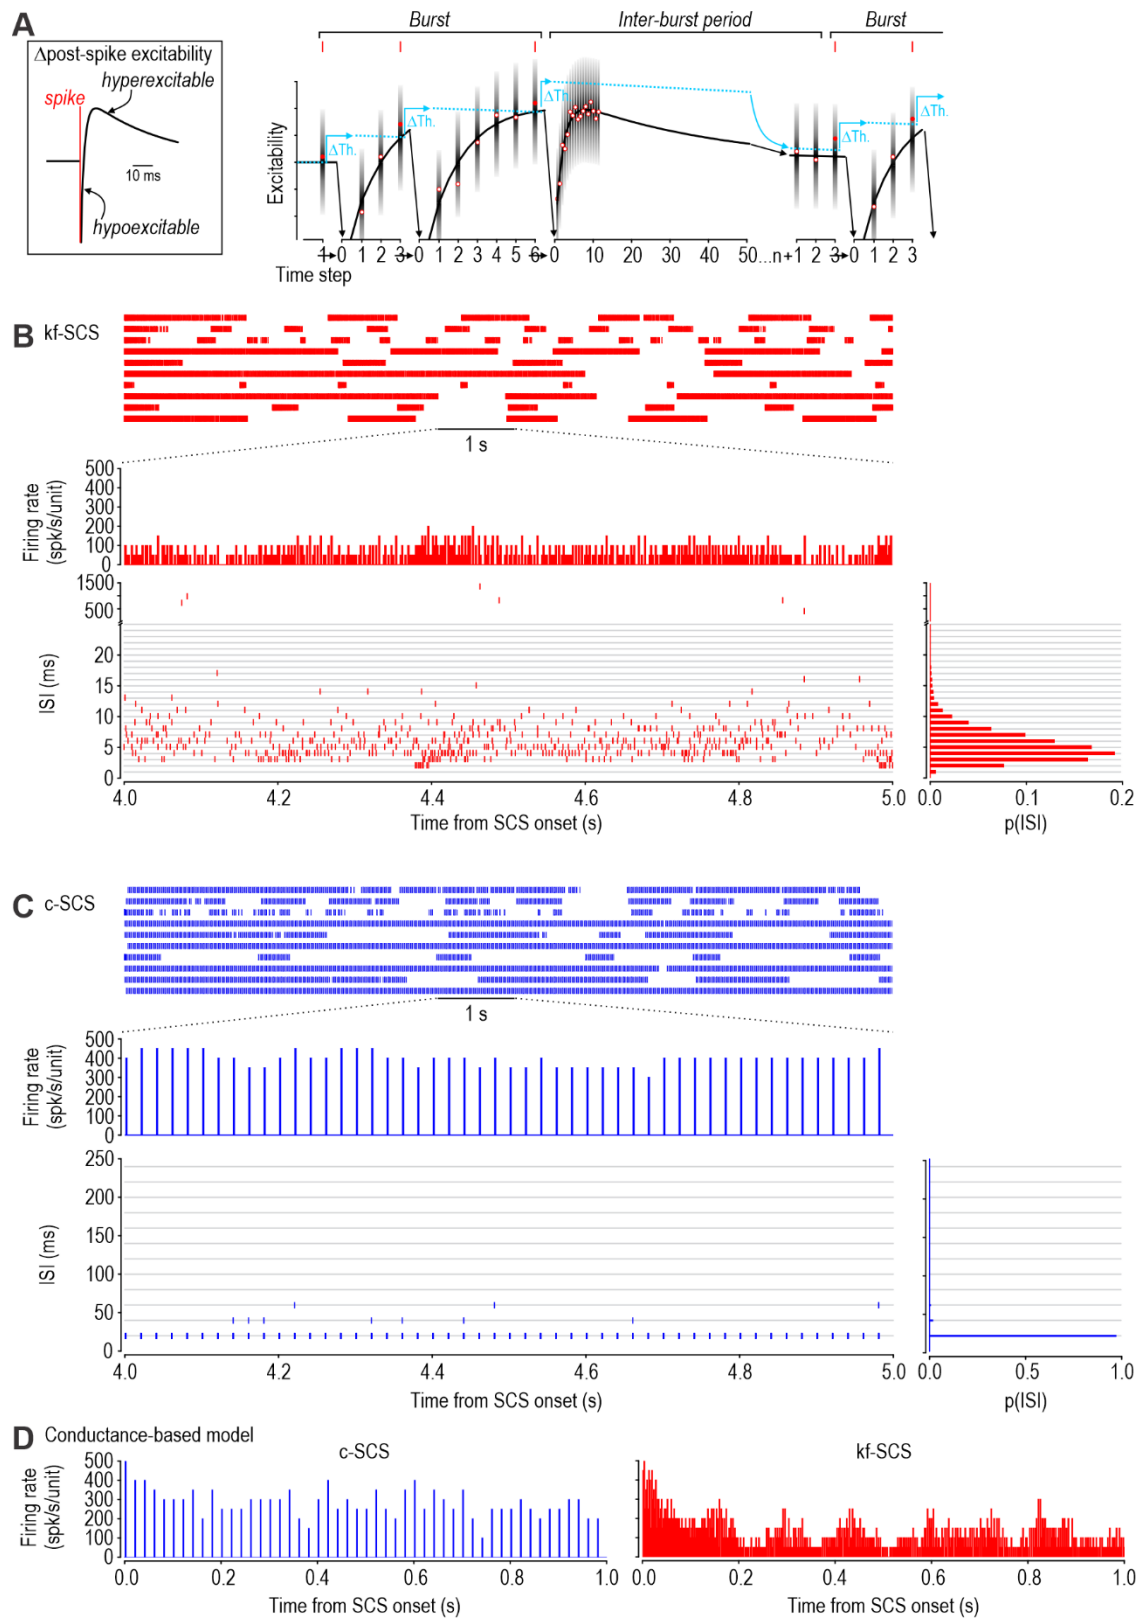 A
Burst
Inter-burst period
Burst
Δpost-spike excitability
hyperexcitable
spike
10 ms
hypoexcitable
Excitability
ΔTh.
ΔTh.
ΔTh.
ΔTh.
ΔTh.
1 0 1 2 3 0 1 2 3 4 5 6 0 10 20 30 40 50...n+1 2 3 0 1 2 3
Time step
B kf-SCS
1 s
Firing rate
(spk/s/unit)
500
400
300
200
100
0
1500
500
ISI (ms)
20
15
10
5
0
4.0 4.2 4.4 4.6 4.8 5.0
Time from SCS onset (s)
0.0 0.1 0.2
p(ISI)
C c-SCS
1 s
Firing rate
(spk/s/unit)
500
400
300
200
100
0
ISI (ms)
250
200
150
100
50
0
4.0 4.2 4.4 4.6 4.8 5.0
Time from SCS onset (s)
0.0 0.5 1.0
p(ISI)
D Conductance-based model
c-SCS
kf-SCS
Firing rate
(spk/s/unit)
500
400
300
200
100
0
0.0 0.2 0.4 0.6 0.8 1.0
Time from SCS onset (s)
0.0 0.2 0.4 0.6 0.8 1.0
Time from SCS onset (s)